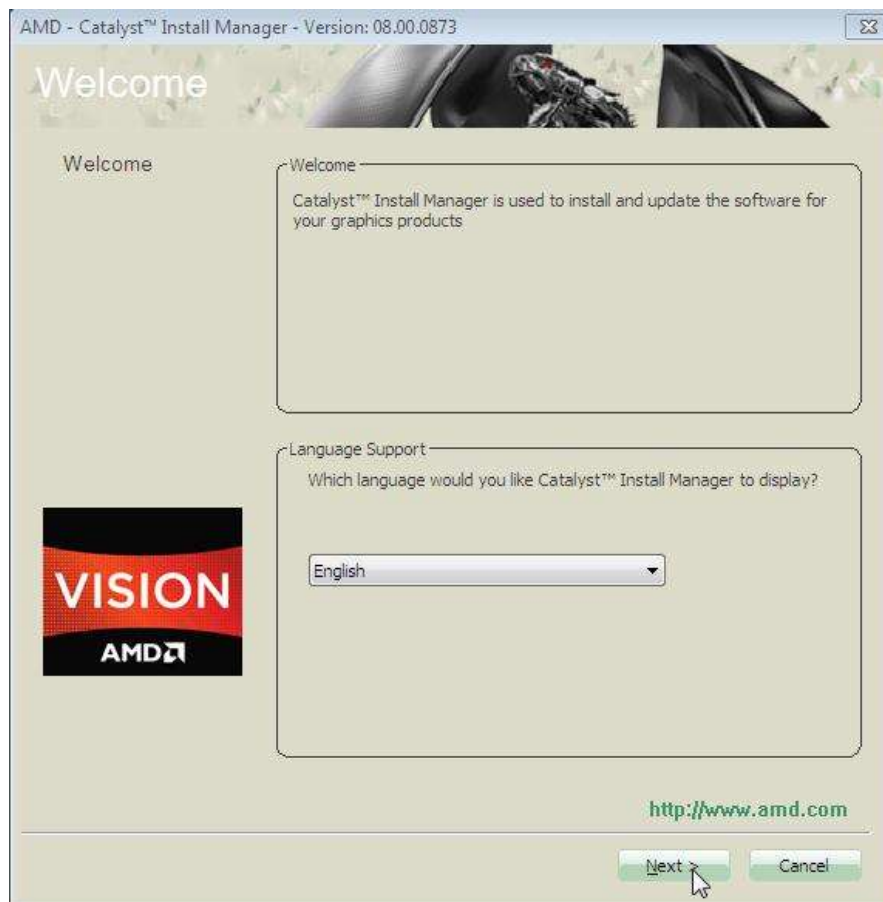 AMD - Catalyst™ Install Manager - Version: 08.00.0873
Welcome
Welcome
Welcome
Catalyst™ Install Manager is used to install and update the software for
your graphics products
Language Support
Which language would you like Catalyst™ Install Manager to display?
English
VISION
AMD
http://www.amd.com
Next >
Cancel